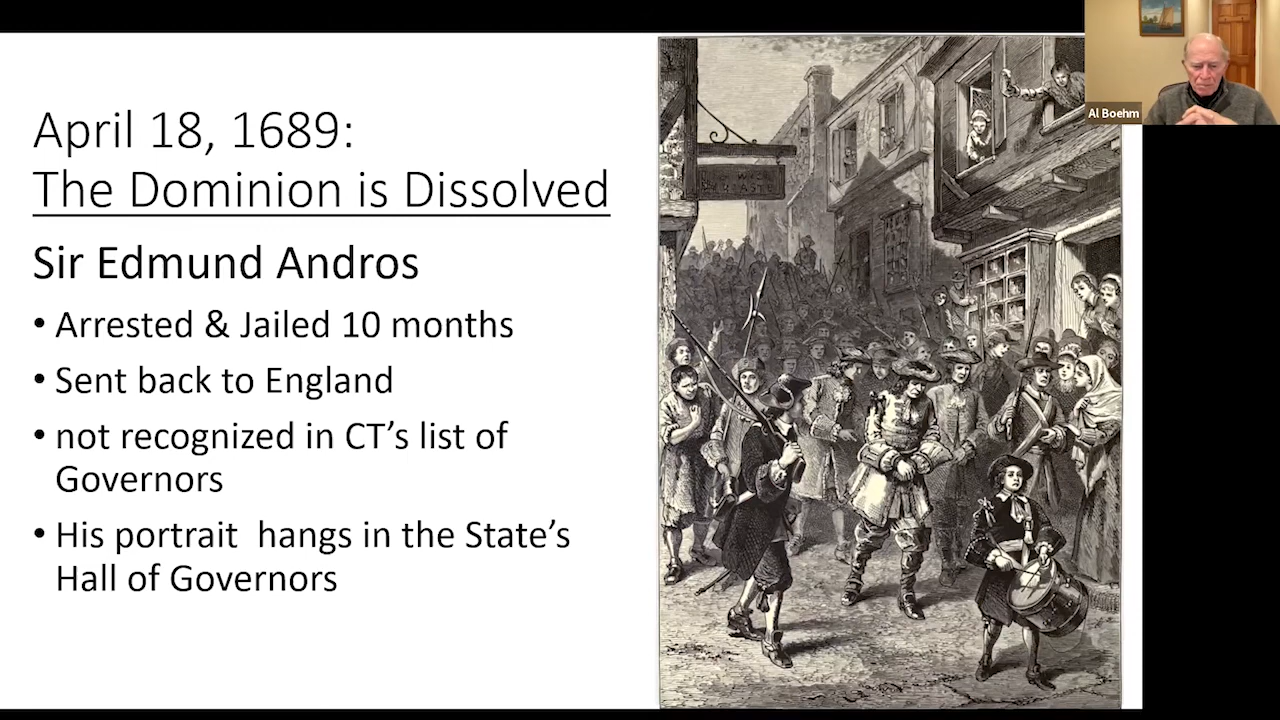 April 18, 1689:
The Dominion is Dissolved
Sir Edmund Andros
• Arrested & Jailed 10 months
• Sent back to England
• not recognized in CT’s list of
Governors
• His portrait  hangs in the State’s
Hall of Governors
Al Boehm